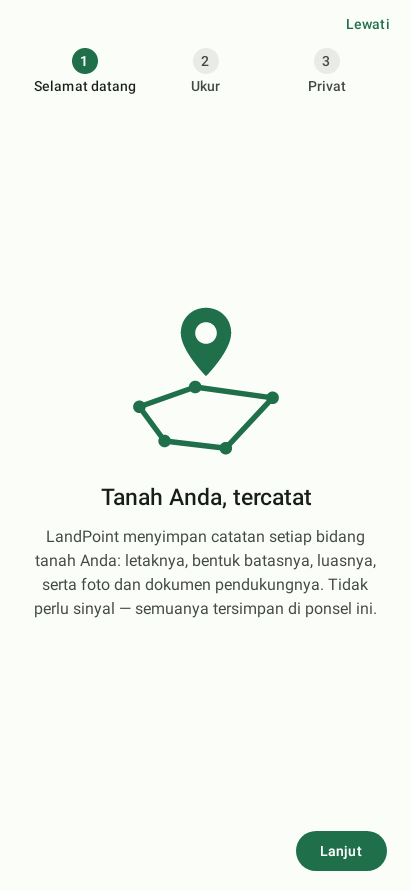 Lewati
1 2 3
Selamat datang Ukur Privat
Tanah Anda, tercatat
LandPoint menyimpan catatan setiap bidang
tanah Anda: letaknya, bentuk batasnya, luasnya,
serta foto dan dokumen pendukungnya. Tidak
perlu sinyal — semuanya tersimpan di ponsel ini.
Lanjut